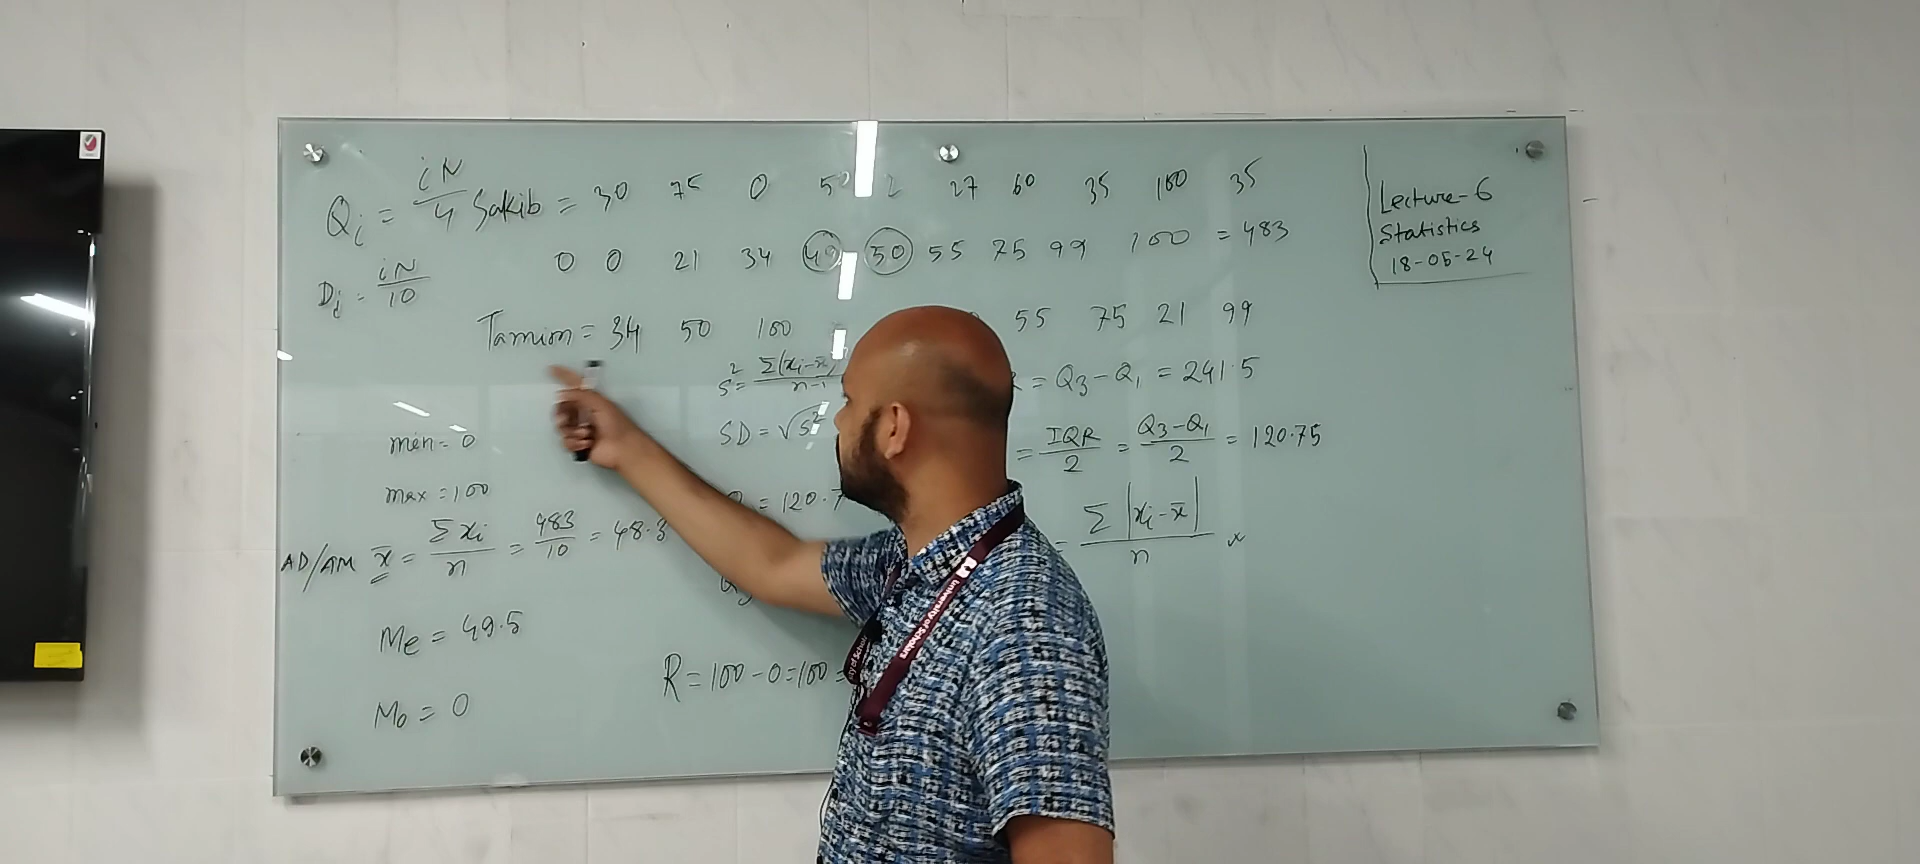 Qi = iN/4
Sakib = 30 75 0 50 2 27 60 35 100 35
Di = iN/10
0 0 21 34 49 50 55 75 99 100 = 483
Tamim = 34 50 100 55 75 21 99
S² = Σ(xi-x̄)/n-1
= Q3-Q1 = 241.5
min = 0
SD = √S²
= IQR/2 = Q3-Q1/2 = 120.75
max = 100
= 120.7
AD/AM x̄ = Σxi/n = 483/10 = 48.3
= Σ|xi-x̄|/n
Me = 49.5
R = 100-0=100=
Mo = 0
Lecture-6
Statistics
18-05-24
University of Scholars